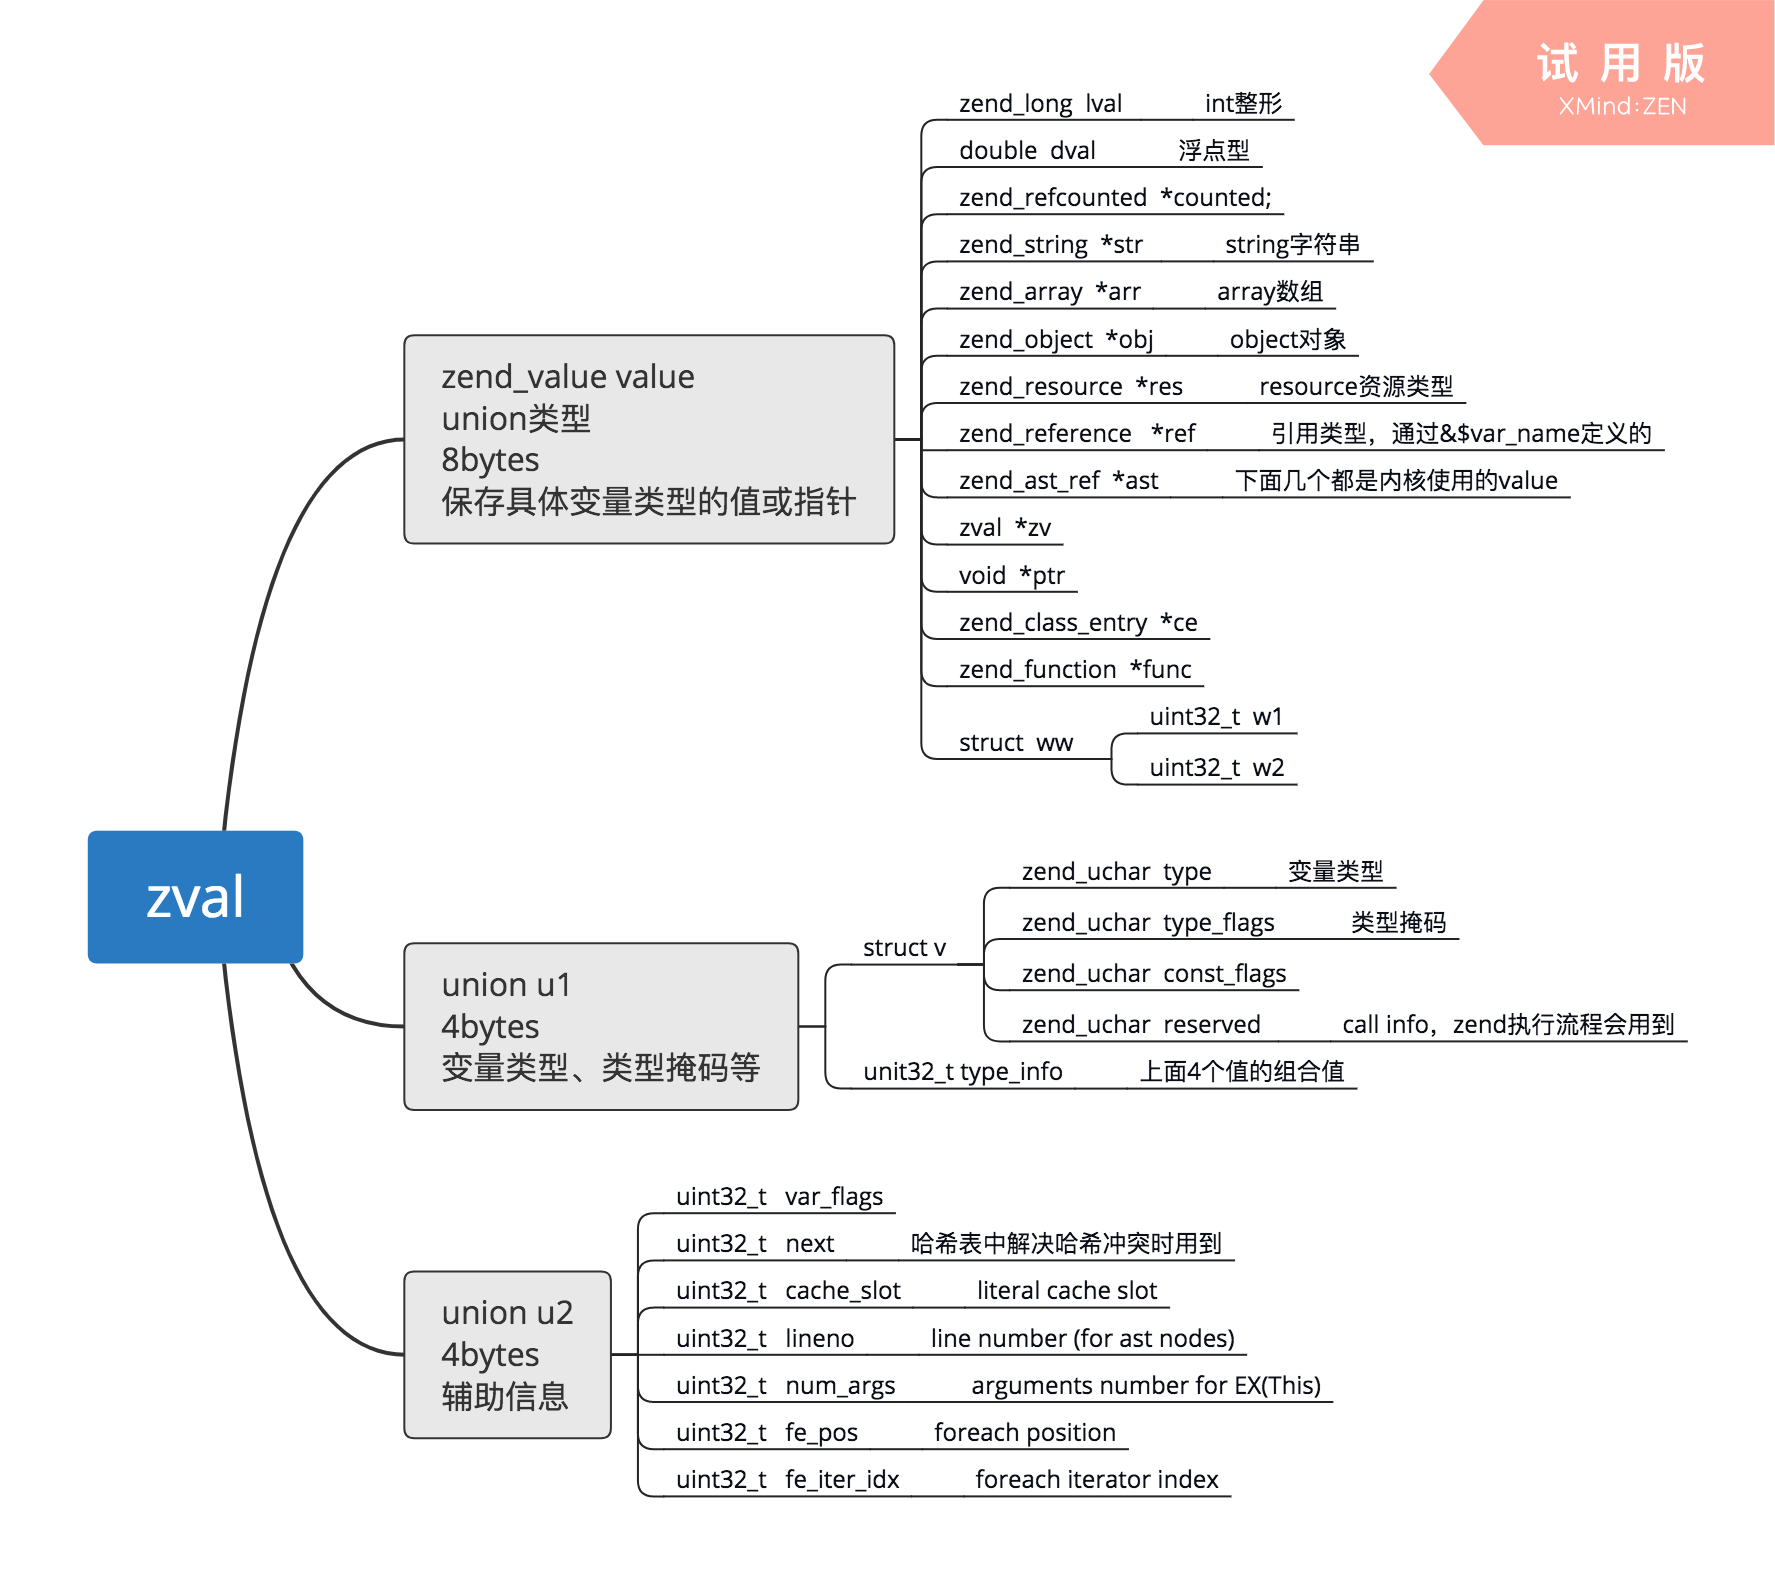 试用版
XMind:ZEN
zval
zend_value value
union类型
8bytes
保存具体变量类型的值或指针
zend_long lval int整形
double dval 浮点型
zend_refcounted *counted;
zend_string *str string字符串
zend_array *arr array数组
zend_object *obj object对象
zend_resource *res resource资源类型
zend_reference *ref 引用类型，通过&$var_name定义的
zend_ast_ref *ast 下面几个都是内核使用的value
zval *zv
void *ptr
zend_class_entry *ce
zend_function *func
struct ww
uint32_t w1
uint32_t w2
union u1
4bytes
变量类型、类型掩码等
struct v
zend_uchar type 变量类型
zend_uchar type_flags 类型掩码
zend_uchar const_flags
zend_uchar reserved call info，zend执行流程会用到
unit32_t type_info 上面4个值的组合值
union u2
4bytes
辅助信息
uint32_t var_flags
uint32_t next 哈希表中解决哈希冲突时用到
uint32_t cache_slot literal cache slot
uint32_t lineno line number (for ast nodes)
uint32_t num_args arguments number for EX(This)
uint32_t fe_pos foreach position
uint32_t fe_iter_idx foreach iterator index